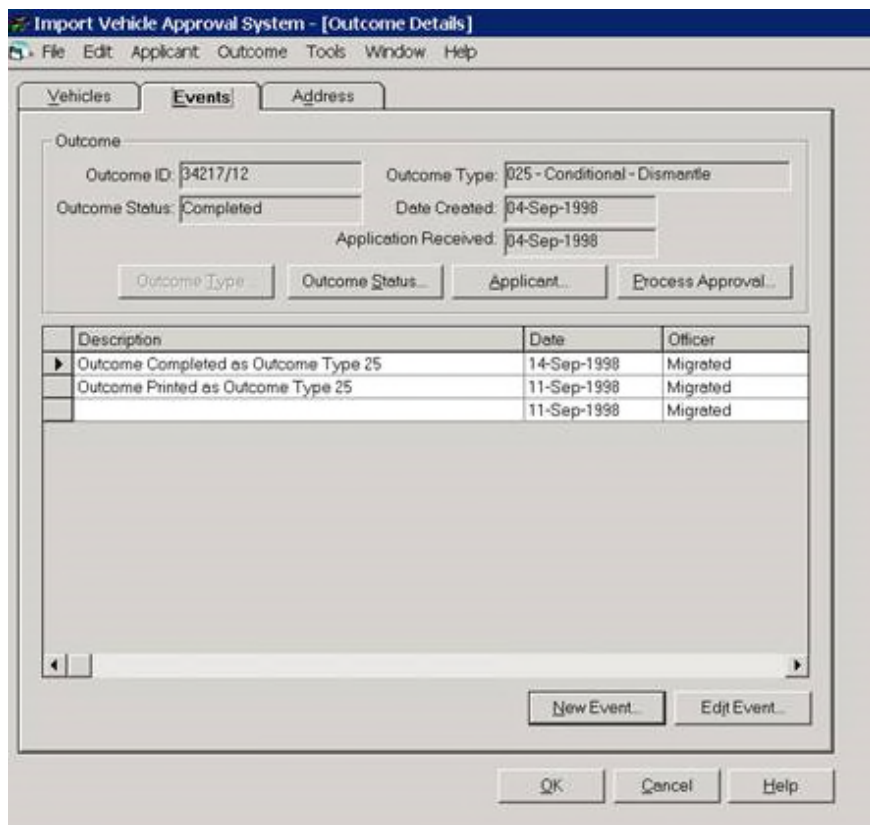 Import Vehicle Approval System - [Outcome Details]
File Edit Applicant Outcome Tools Window Help
Vehicles Events Address
Outcome
Outcome ID: 34217/12 Outcome Type: 025 - Conditional - Dismantle
Outcome Status: Completed Date Created: 04-Sep-1998
Application Received: 04-Sep-1998
Outcome Type... Outcome Status... Applicant... Process Approval...
Description Date Officer
Outcome Completed as Outcome Type 25 14-Sep-1998 Migrated
Outcome Printed as Outcome Type 25 11-Sep-1998 Migrated
11-Sep-1998 Migrated
New Event... Edit Event...
OK Cancel Help